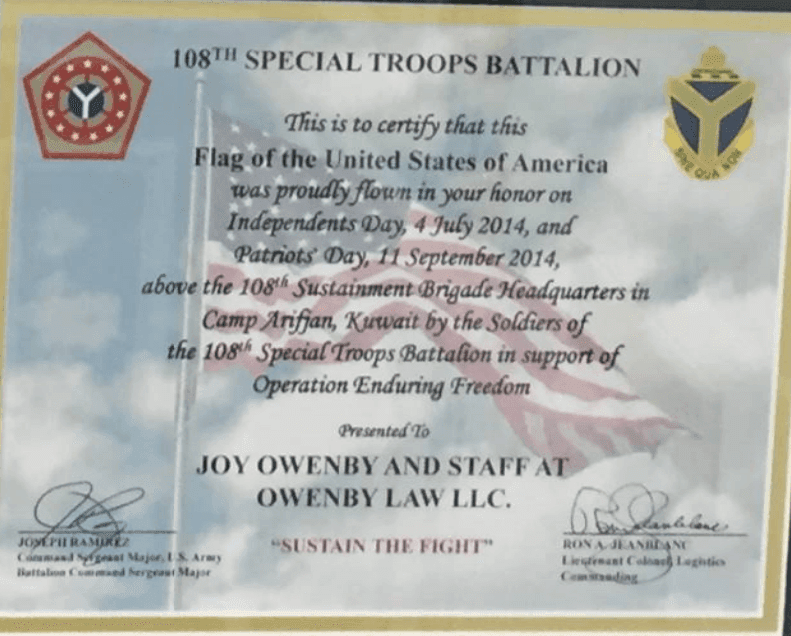 108TH SPECIAL TROOPS BATTALION
This is to certify that this
Flag of the United States of America
was proudly flown in your honor on
Independents Day, 4 July 2014, and
Patriots' Day, 11 September 2014,
above the 108th Sustainment Brigade Headquarters in
Camp Arifjan, Kuwait by the Soldiers of
the 108th Special Troops Battalion in support of
Operation Enduring Freedom
Presented To
JOY OWENBY AND STAFF AT
OWENBY LAW LLC.
"SUSTAIN THE FIGHT"
JOSEPH RAMIREZ
Command Sergeant Major, U.S. Army
Battalion Command Sergeant Major
RON A. JEANBLANC
Lieutenant Colonel, Logistics
Commanding
SINE QUA NON